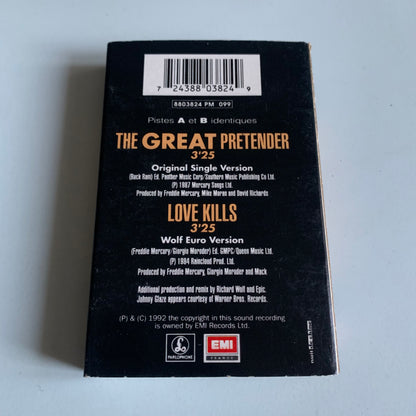 7 24388 03824 9
8803824 PM 099
Pistes A et B identiques
THE GREAT PRETENDER
3'25
Original Single Version
(Buck Ram) Ed. Panther Music Corp/Southern Music Publishing Co Ltd.
(P) 1987 Mercury Songs Ltd.
Produced by Freddie Mercury, Mike Moran and David Richards
LOVE KILLS
3'25
Wolf Euro Version
(Freddie Mercury/Giorgio Moroder) Ed. GMPC/Queen Music Ltd.
(P) 1984 Raincloud Prod. Ltd.
Produced by Freddie Mercury, Giorgio Moroder and Mack
Additional production and remix by Richard Wolf and Epic.
Johnny Glaze appears courtesy of Warner Bros. Records.
(P) & (C) 1992 the copyright in this sound recording
is owned by EMI Records Ltd.
PARLOPHONE
EMI
FRANCE